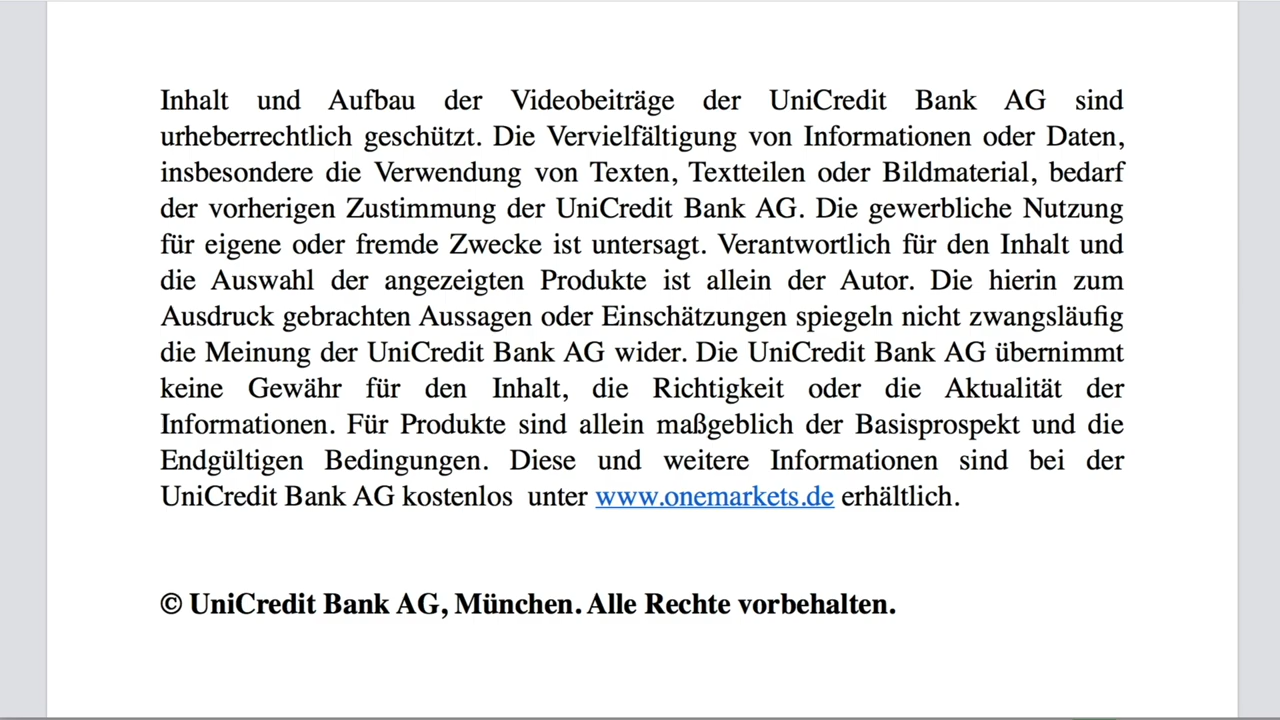 Inhalt und Aufbau der Videobeiträge der UniCredit Bank AG sind
urheberrechtlich geschützt. Die Vervielfältigung von Informationen oder Daten,
insbesondere die Verwendung von Texten, Textteilen oder Bildmaterial, bedarf
der vorherigen Zustimmung der UniCredit Bank AG. Die gewerbliche Nutzung
für eigene oder fremde Zwecke ist untersagt. Verantwortlich für den Inhalt und
die Auswahl der angezeigten Produkte ist allein der Autor. Die hierin zum
Ausdruck gebrachten Aussagen oder Einschätzungen spiegeln nicht zwangsläufig
die Meinung der UniCredit Bank AG wider. Die UniCredit Bank AG übernimmt
keine Gewähr für den Inhalt, die Richtigkeit oder die Aktualität der
Informationen. Für Produkte sind allein maßgeblich der Basisprospekt und die
Endgültigen Bedingungen. Diese und weitere Informationen sind bei der
UniCredit Bank AG kostenlos unter www.onemarkets.de erhältlich.
© UniCredit Bank AG, München. Alle Rechte vorbehalten.